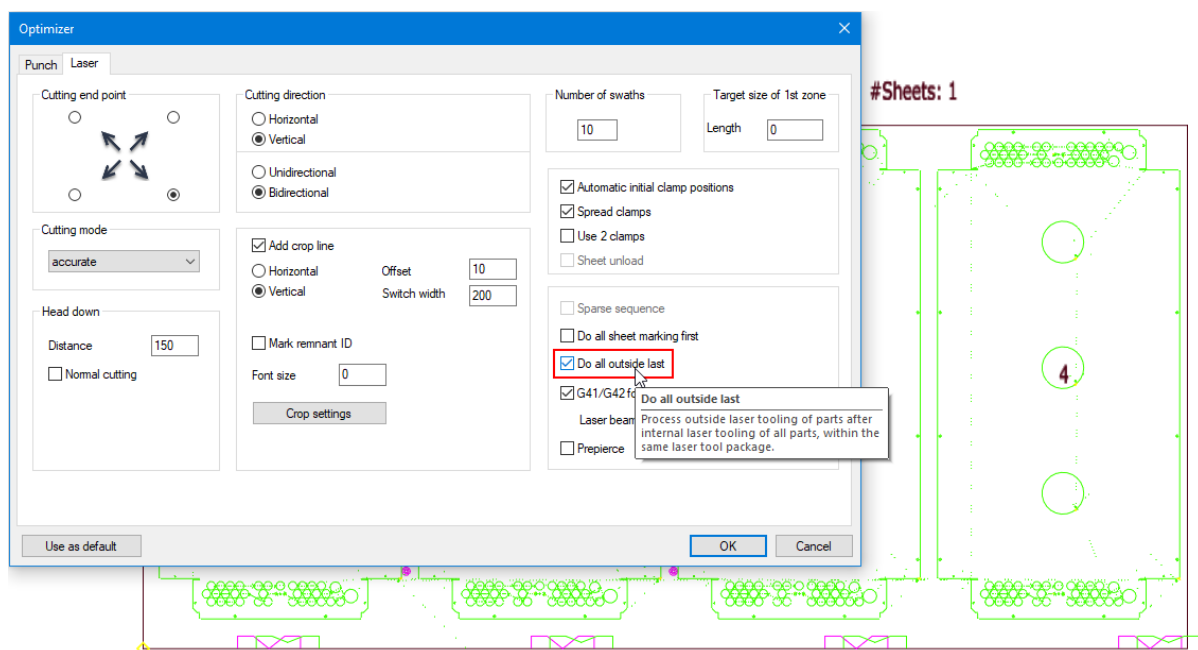 Optimizer
Punch
Laser
Cutting end point
Cutting direction
Horizontal
Vertical
Unidirectional
Bidirectional
Number of swaths
10
Target size of 1st zone
Length 0
#Sheets: 1
Automatic initial clamp positions
Spread clamps
Use 2 clamps
Sheet unload
Cutting mode
accurate
Add crop line
Horizontal
Vertical
Offset 10
Switch width 200
Head down
Distance 150
Normal cutting
Mark remnant ID
Font size 0
Crop settings
Sparse sequence
Do all sheet marking first
Do all outside last
G41/G42
Laser beam
Prepierce
Do all outside last
Process outside laser tooling of parts after
internal laser tooling of all parts, within the
same laser tool package.
4
Use as default
OK
Cancel